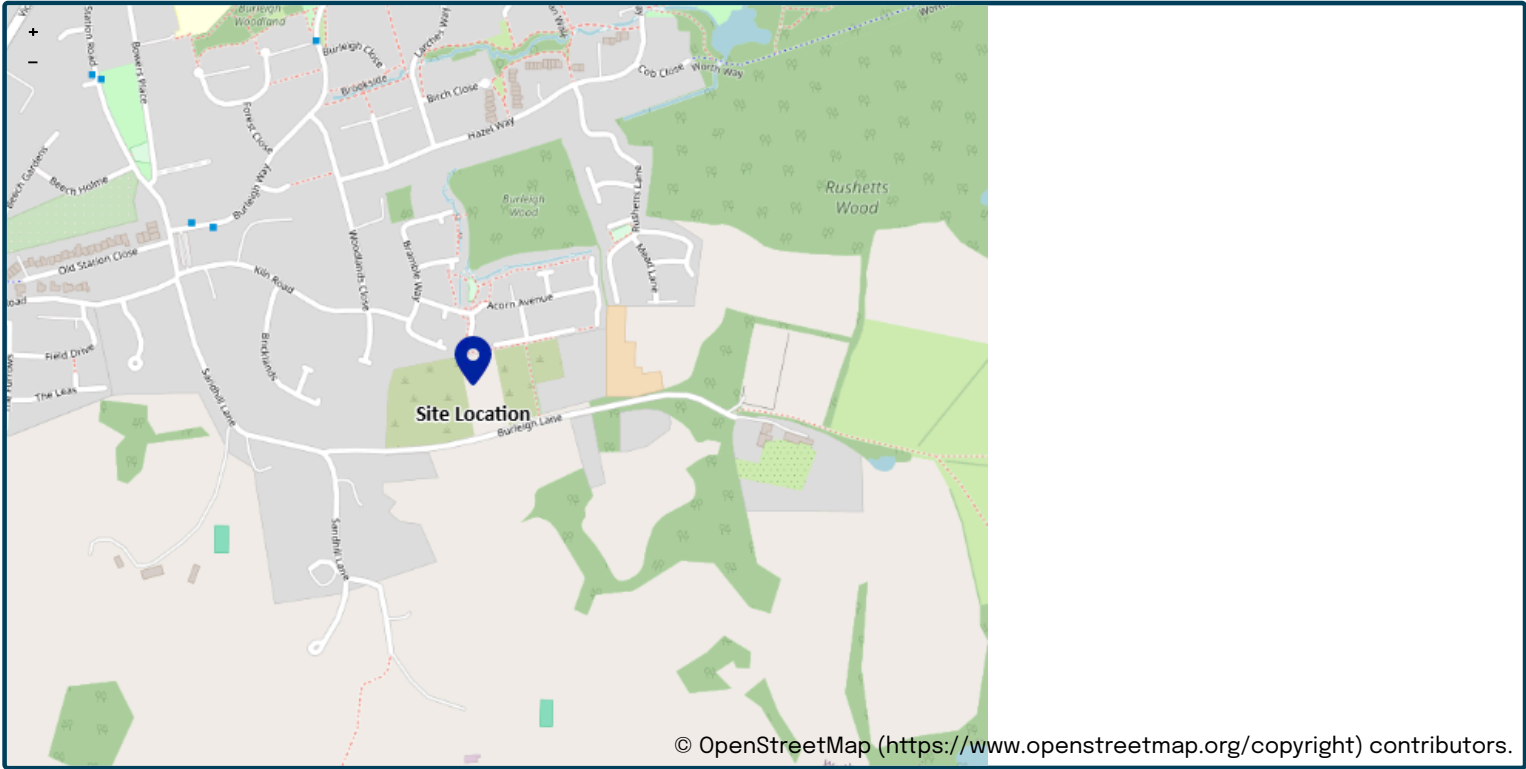 +
−
Burleigh
Woodland
Station Road
Bowers Place
Burleigh Close
Larches Way
Brookside
Birch Close
Forest Close
Hazel Way
Cob Close
Worth Way
Beech Gardens
Beech Holme
Burleigh Way
Burleigh
Wood
Rushetts Lane
Rushetts
Wood
Old Station Close
Kiln Road
Woodlands Close
Bramble Way
Mead Lane
Acorn Avenue
Field Drive
The Leas
Bricklands
Sandhill Lane
Site Location
Burleigh Lane
Sandhill Lane
© OpenStreetMap (https://www.openstreetmap.org/copyright) contributors.